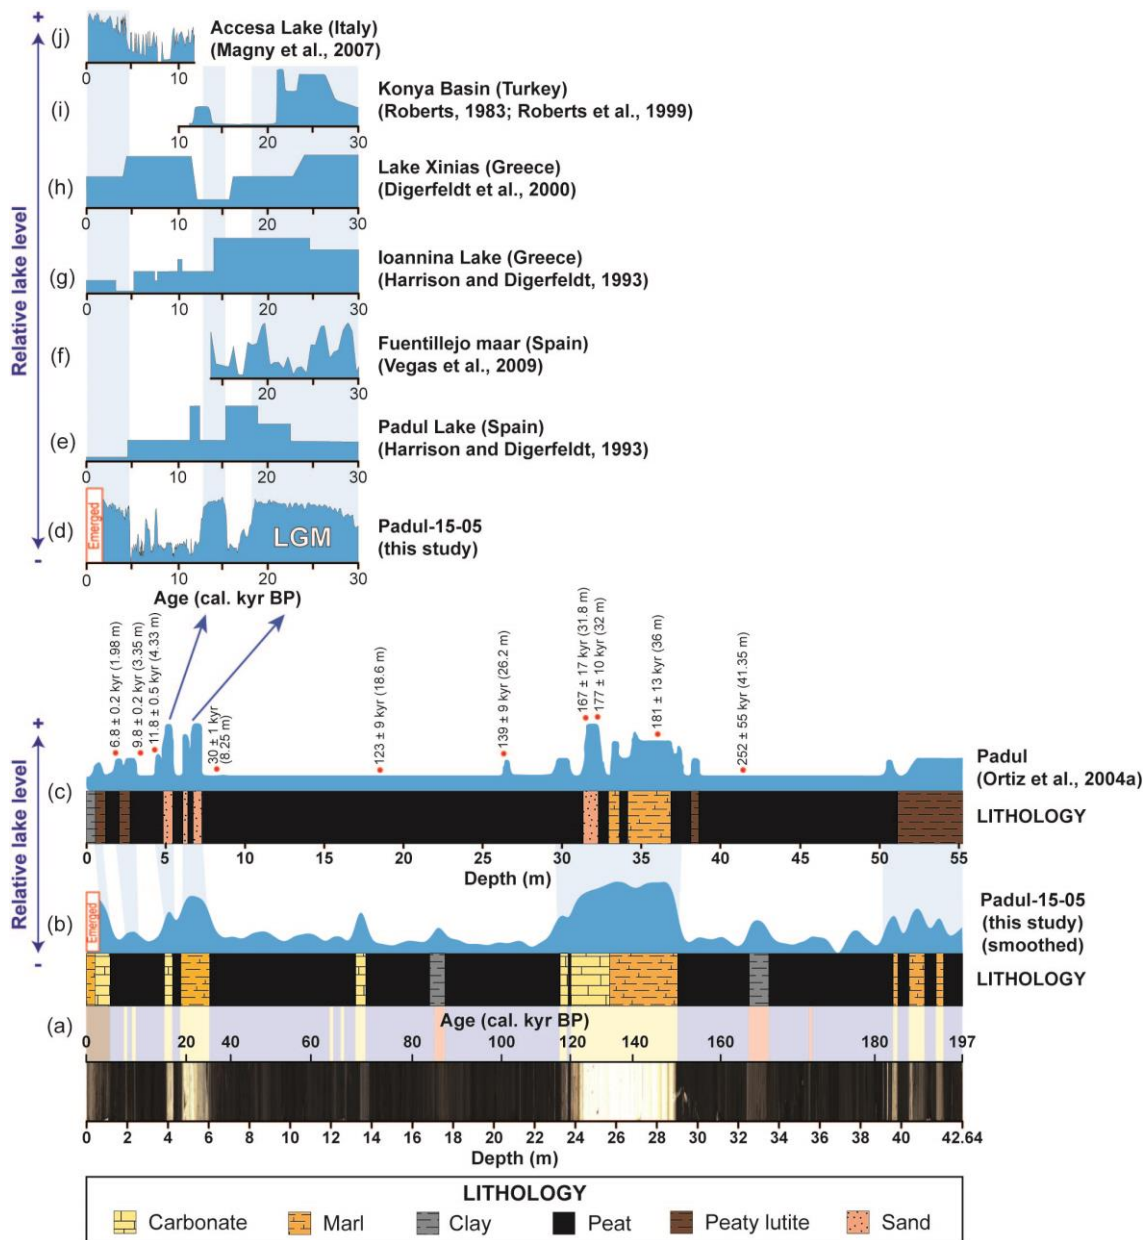 +
Relative lake level
(j)
Accesa Lake (Italy)
(Magny et al., 2007)
0 10
(i)
Konya Basin (Turkey)
(Roberts, 1983; Roberts et al., 1999)
10 20 30
(h)
Lake Xinias (Greece)
(Digerfeldt et al., 2000)
0 10 20 30
(g)
Ioannina Lake (Greece)
(Harrison and Digerfeldt, 1993)
0 10 20 30
(f)
Fuentillejo maar (Spain)
(Vegas et al., 2009)
20 30
(e)
Padul Lake (Spain)
(Harrison and Digerfeldt, 1993)
0 10 20 30
(d)
Emerged
LGM
Padul-15-05
(this study)
-
0 10 20 30
Age (cal. kyr BP)
6.8 ± 0.2 kyr (1.98 m)
9.8 ± 0.2 kyr (3.35 m)
11.8 ± 0.5 kyr (4.33 m)
30 ± 1 kyr
(8.25 m)
123 ± 9 kyr (18.6 m)
139 ± 9 kyr (26.2 m)
167 ± 17 kyr (31.8 m)
177 ± 10 kyr (32 m)
181 ± 13 kyr (36 m)
252 ± 55 kyr (41.35 m)
+
Relative lake level
(c)
Padul
(Ortiz et al., 2004a)
LITHOLOGY
0 5 10 15 20 25 30 35 40 45 50 55
Depth (m)
(b)
Emerged
Padul-15-05
(this study)
(smoothed)
-
LITHOLOGY
(a)
Age (cal. kyr BP)
0 20 40 60 80 100 120 140 160 180 197
0 2 4 6 8 10 12 14 16 18 20 22 24 26 28 30 32 34 36 38 40 42.64
Depth (m)
LITHOLOGY
Carbonate Marl Clay Peat Peaty lutite Sand